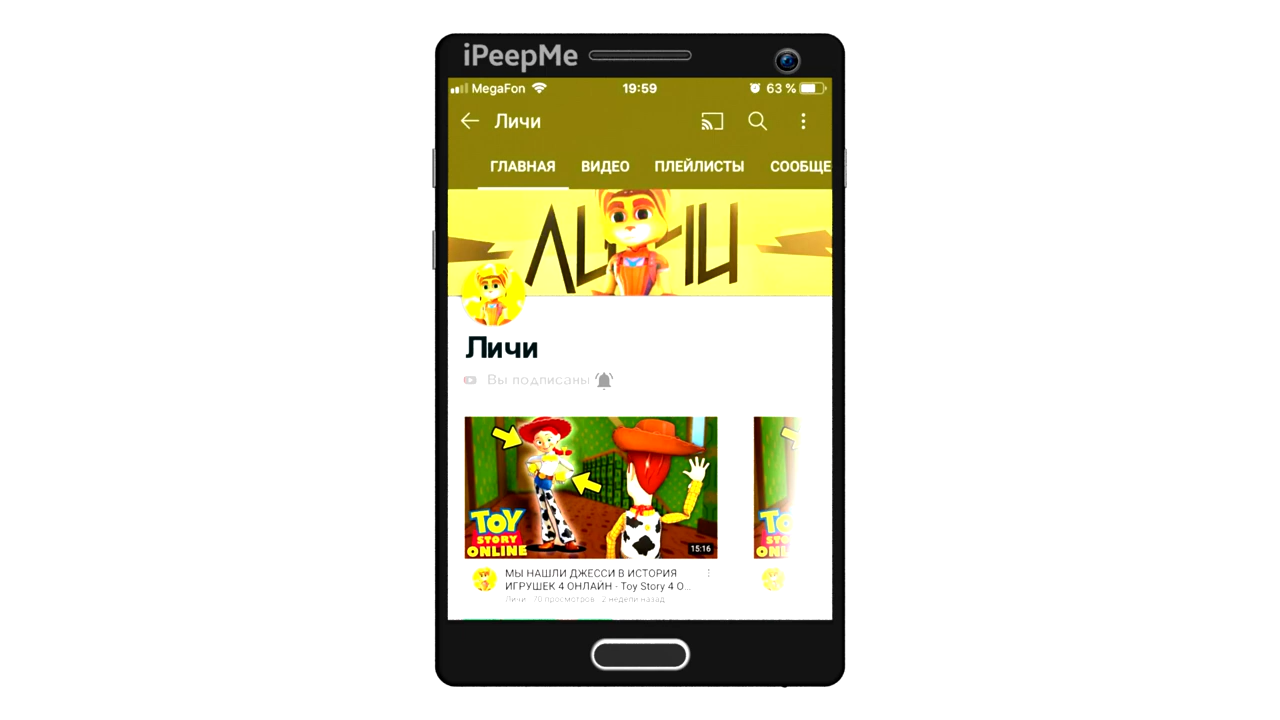 iPeepMe
MegaFon 19:59 63 %
Личи
ГЛАВНАЯ ВИДЕО ПЛЕЙЛИСТЫ СООБЩЕ
Личи
Вы подписаны
TOY
STORY
ONLINE
15:16
МЫ НАШЛИ ДЖЕССИ В ИСТОРИЯ
ИГРУШЕК 4 ОНЛАЙН - Toy Story 4 O...
Личи · 70 просмотров · 2 недели назад